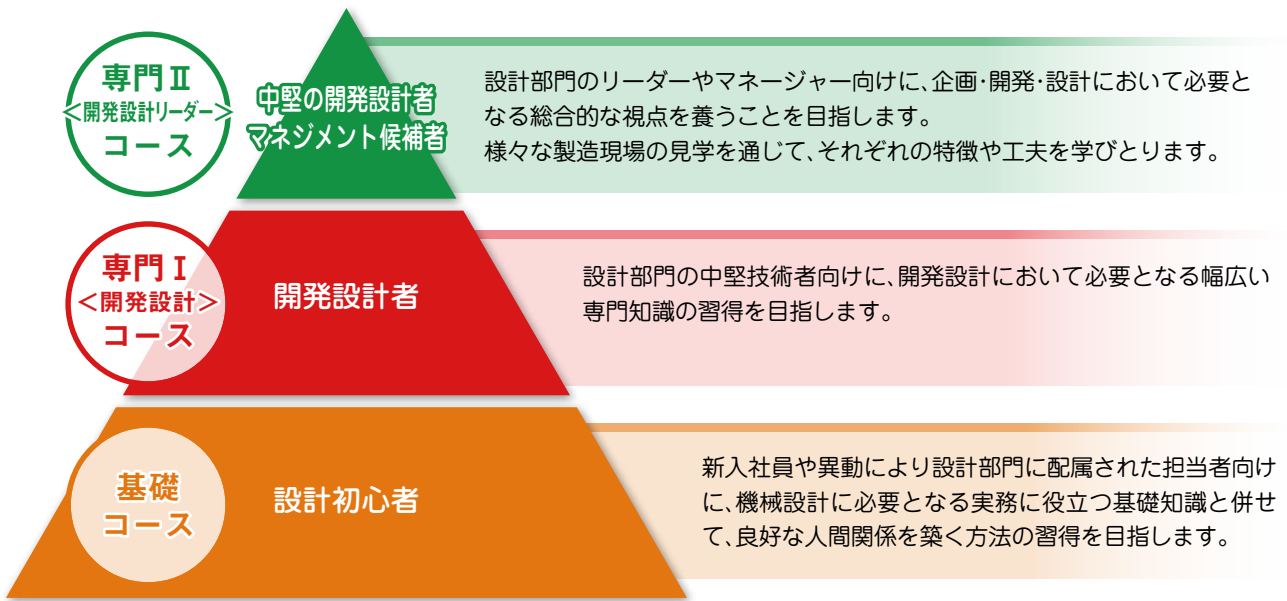 専門Ⅱ
<開発設計リーダー>
コース
中堅の開発設計者
マネジメント候補者
設計部門のリーダーやマネージャー向けに、企画・開発・設計において必要と
なる総合的な視点を養うことを目指します。
様々な製造現場の見学を通じて、それぞれの特徴や工夫を学びとります。
専門Ⅰ
<開発設計>
コース
開発設計者
設計部門の中堅技術者向けに、開発設計において必要となる幅広い
専門知識の習得を目指します。
基礎
コース
設計初心者
新入社員や異動により設計部門に配属された担当者向け
に、機械設計に必要となる実務に役立つ基礎知識と併せ
て、良好な人間関係を築く方法の習得を目指します。